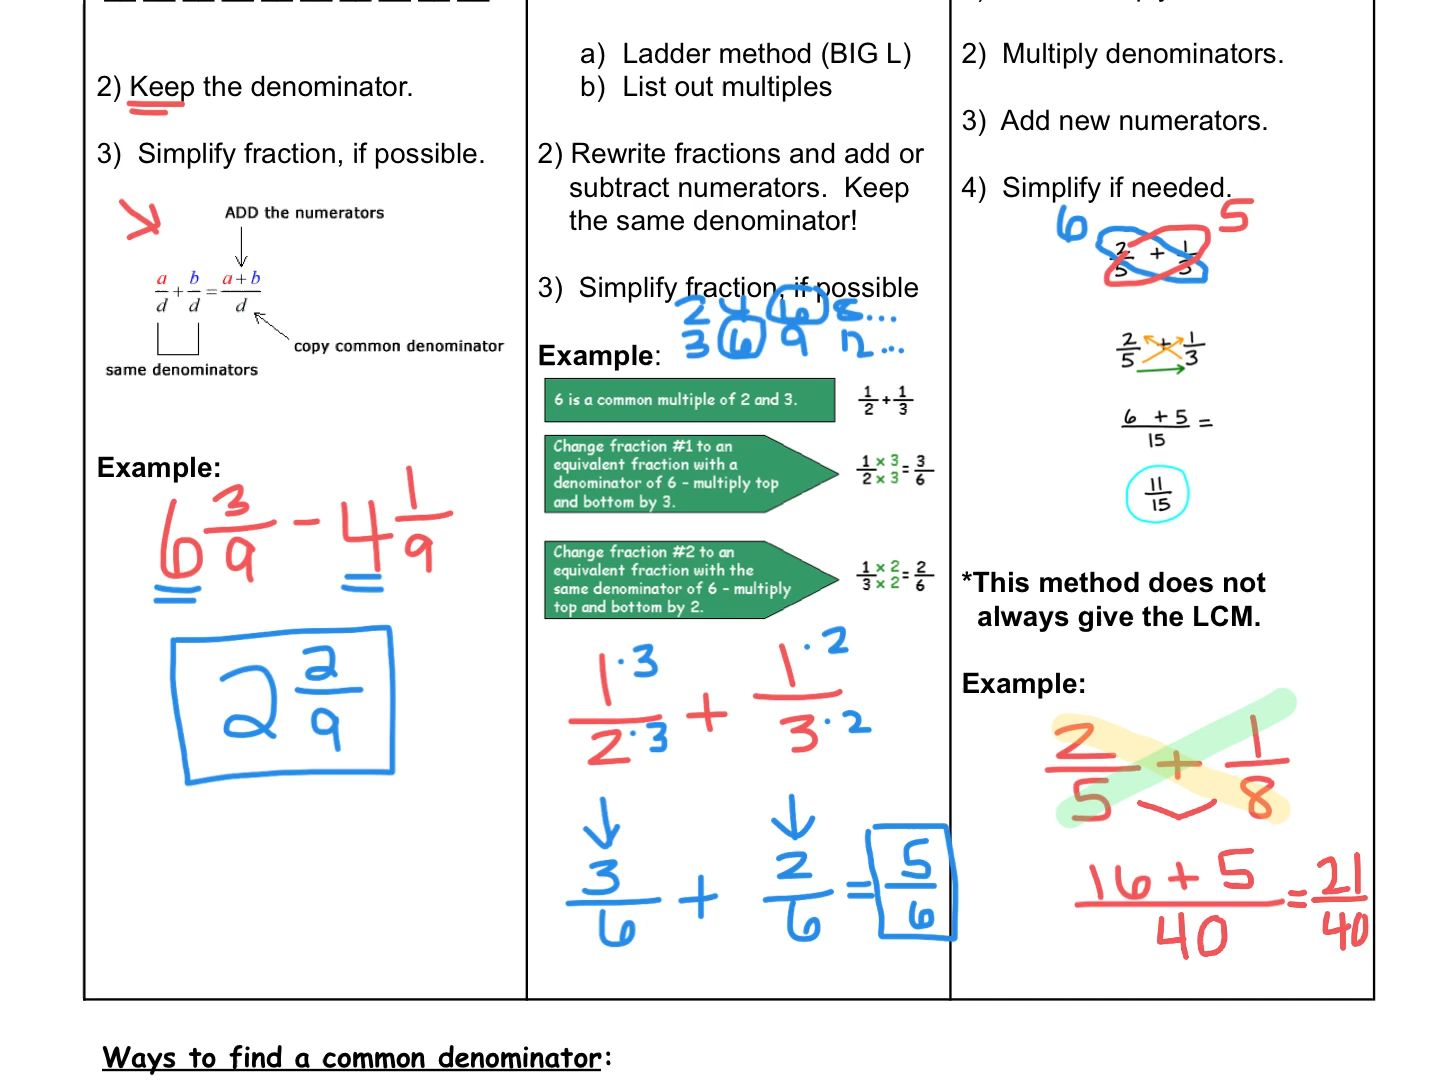 2) Keep the denominator.
3) Simplify fraction, if possible.
ADD the numerators
a/d + b/d = a+b/d
copy common denominator
same denominators
Example:
6 3/9 - 4 1/9
2 2/9
a) Ladder method (BIG L)
b) List out multiples
2) Rewrite fractions and add or
subtract numerators. Keep
the same denominator!
3) Simplify fraction, if possible
2 4 6 8...
3 6 9 12...
Example:
6 is a common multiple of 2 and 3.
1/2 + 1/3
Change fraction #1 to an
equivalent fraction with a
denominator of 6 - multiply top
and bottom by 3.
1 × 3 / 2 × 3 = 3/6
Change fraction #2 to an
equivalent fraction with the
same denominator of 6 - multiply
top and bottom by 2.
1 × 2 / 3 × 2 = 2/6
1·3 / 2·3 + 1·2 / 3·2
3/6 + 2/6 = 5/6
2) Multiply denominators.
3) Add new numerators.
4) Simplify if needed.
6 5
2/5 + 1/3
2/5 + 1/3
6 + 5 / 15 =
11/15
*This method does not
always give the LCM.
Example:
2/5 + 1/8
16 + 5 / 40 = 21/40
Ways to find a common denominator: